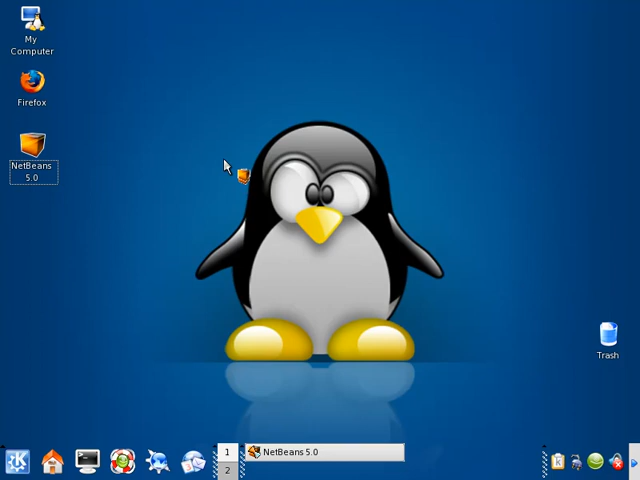 My
Computer
Firefox
NetBeans
5.0
Trash
1
2
NetBeans 5.0